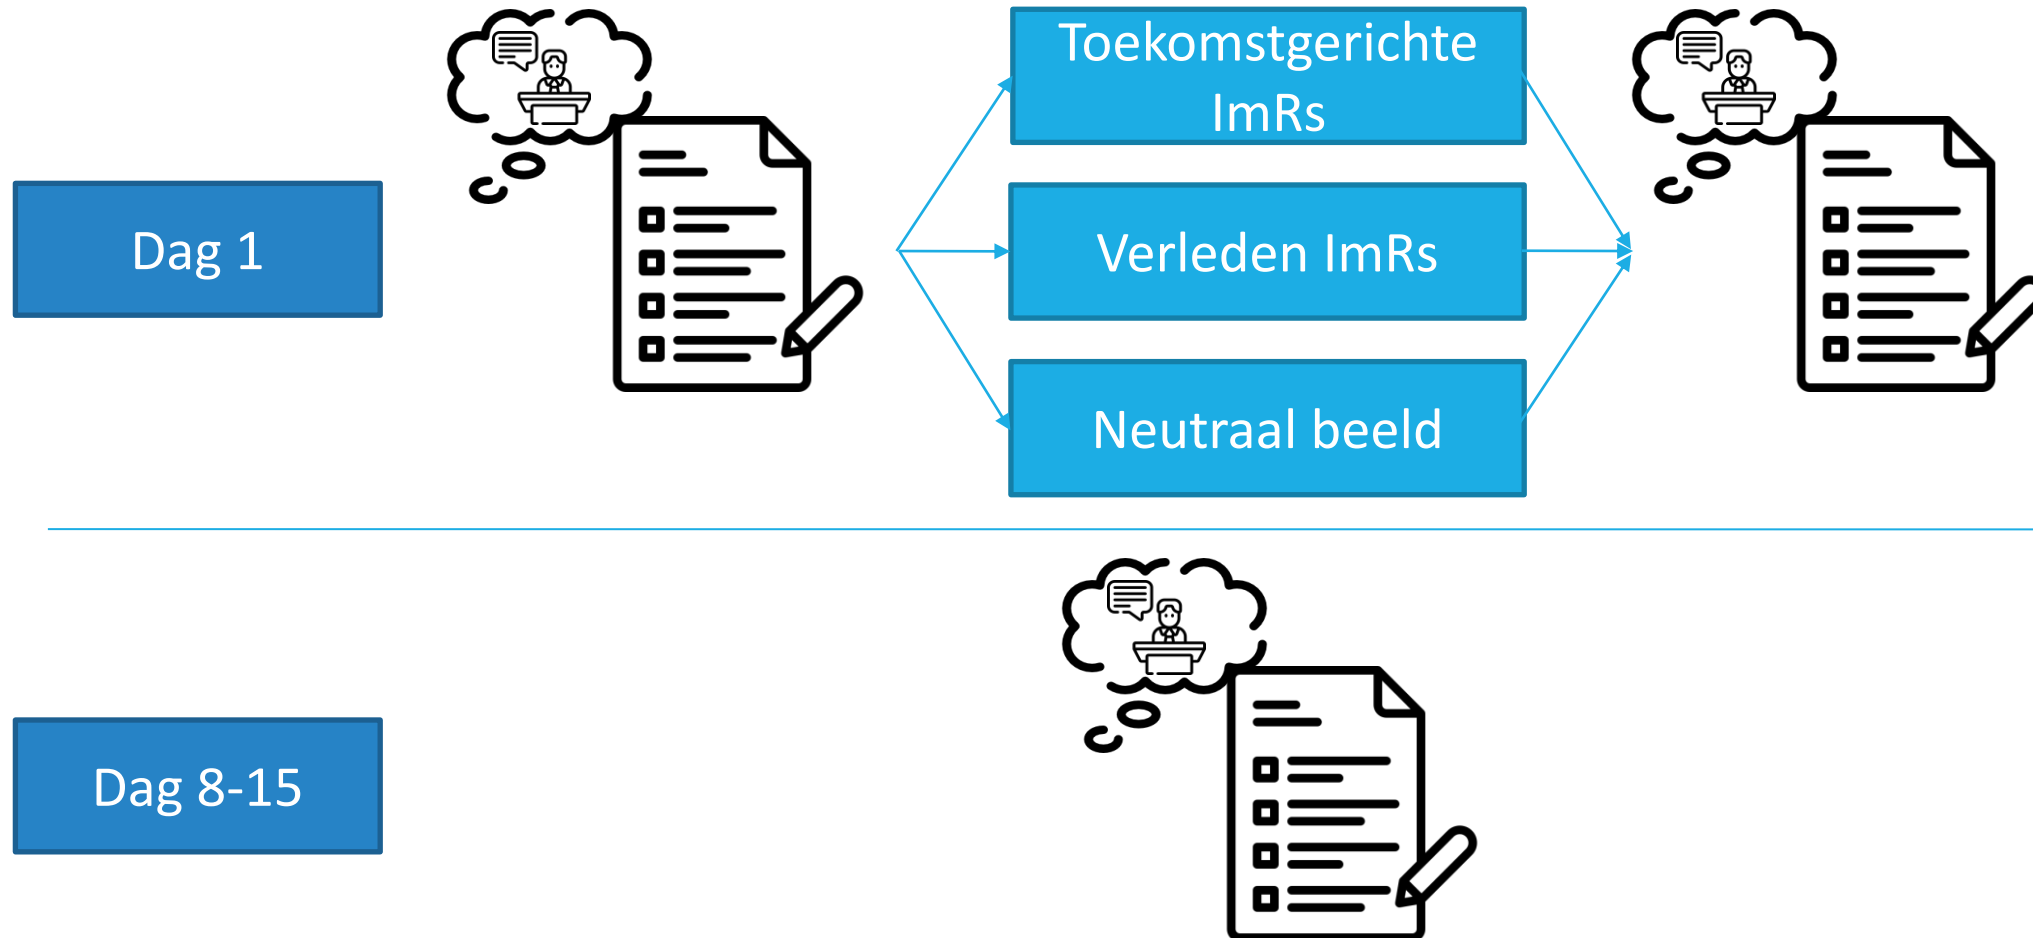 Toekomstgerichte
ImRs
Dag 1
Verleden ImRs
Neutraal beeld
Dag 8-15